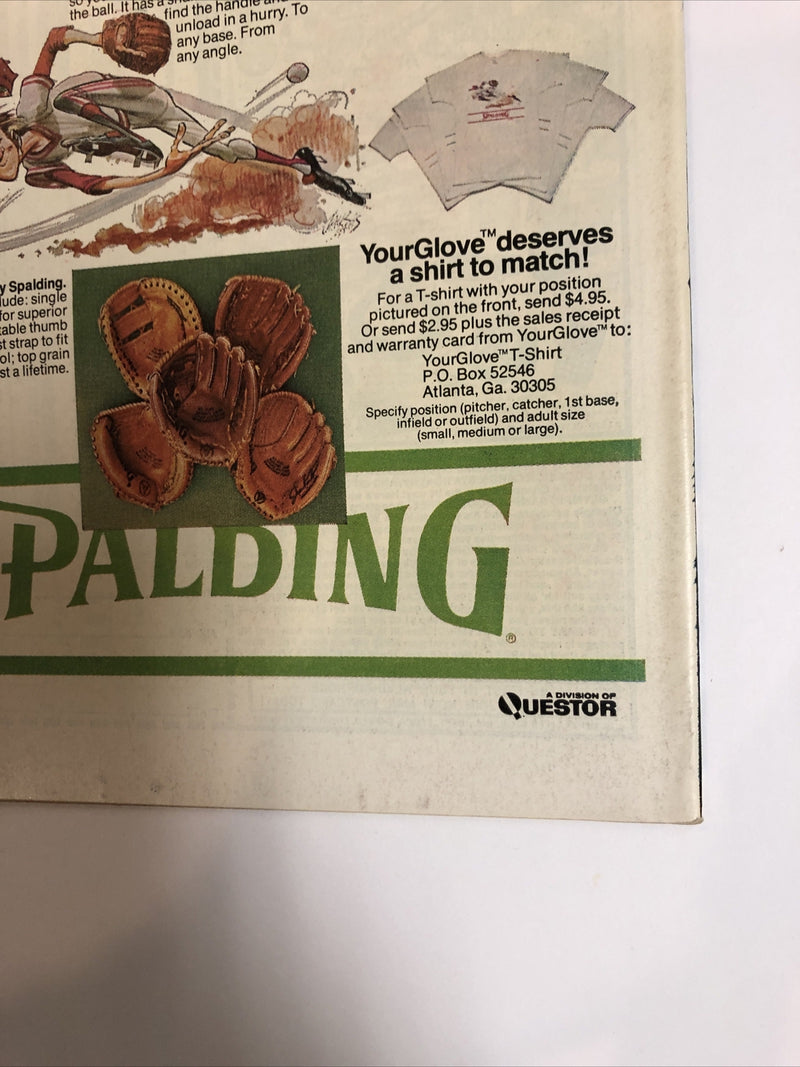 the ball. It has a
find the handle
unload in a hurry. To
any base. From
any angle.
SPALDING
YourGlove™ deserves
a shirt to match!
For a T-shirt with your position
pictured on the front, send $4.95.
Or send $2.95 plus the sales receipt
and warranty card from YourGlove™ to:
YourGlove™ T-Shirt
P.O. Box 52546
Atlanta, Ga. 30305
Specify position (pitcher, catcher, 1st base,
infield or outfield) and adult size
(small, medium or large).
y Spalding.
lude: single
for superior
table thumb
st strap to fit
ol; top grain
st a lifetime.
SPALDING®
A DIVISION OF
QUESTOR